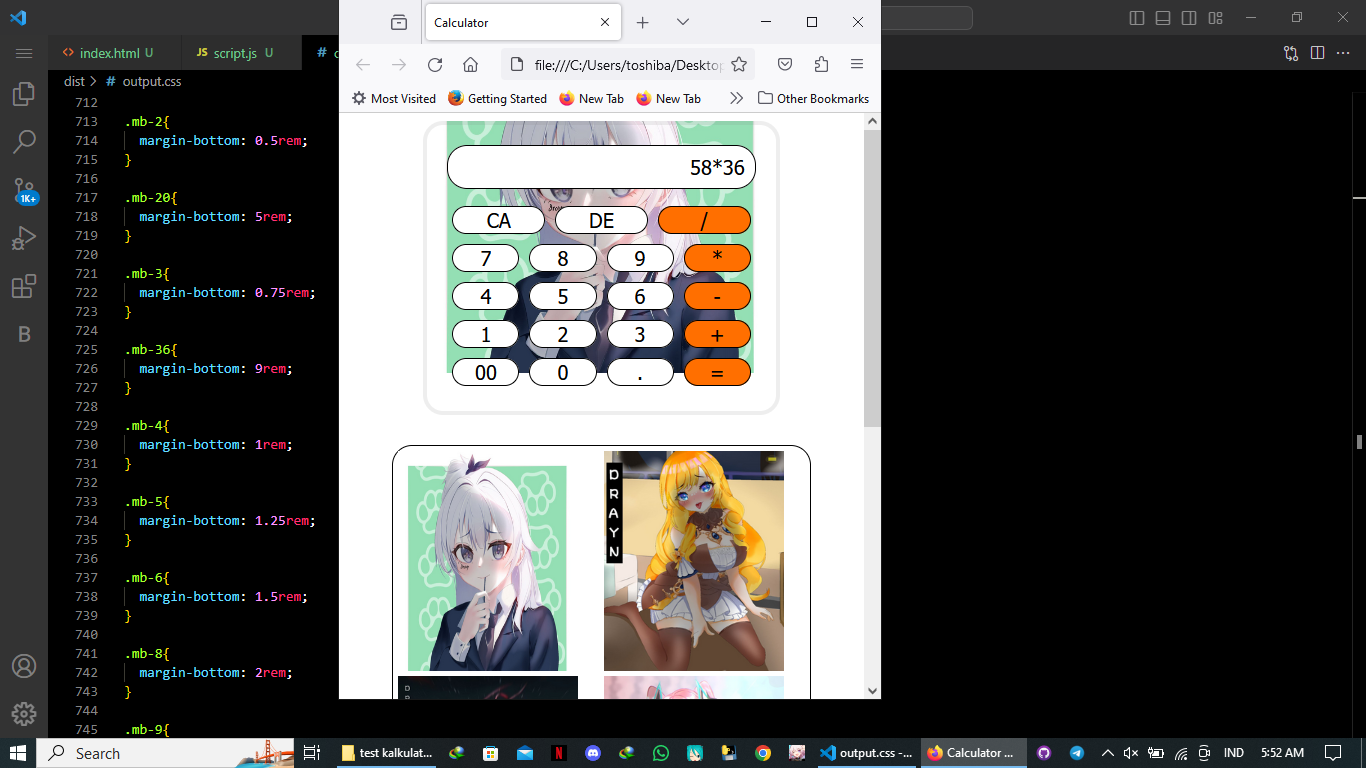 Calculator
index.html U
script.js U
file:///C:/Users/toshiba/Desktop
Most Visited
Getting Started
New Tab
New Tab
Other Bookmarks
dist > # output.css
712
713 .mb-2{
714 margin-bottom: 0.5rem;
715 }
716
717 .mb-20{
718 margin-bottom: 5rem;
719 }
720
721 .mb-3{
722 margin-bottom: 0.75rem;
723 }
724
725 .mb-36{
726 margin-bottom: 9rem;
727 }
728
729 .mb-4{
730 margin-bottom: 1rem;
731 }
732
733 .mb-5{
734 margin-bottom: 1.25rem;
735 }
736
737 .mb-6{
738 margin-bottom: 1.5rem;
739 }
740
741 .mb-8{
742 margin-bottom: 2rem;
743 }
744
745 .mb-9{
1K+
B
58*36
CA DE /
7 8 9 *
4 5 6 -
1 2 3 +
00 0 . =
DRAYN
Search
test kalkulat...
output.css -...
Calculator ...
IND
5:52 AM